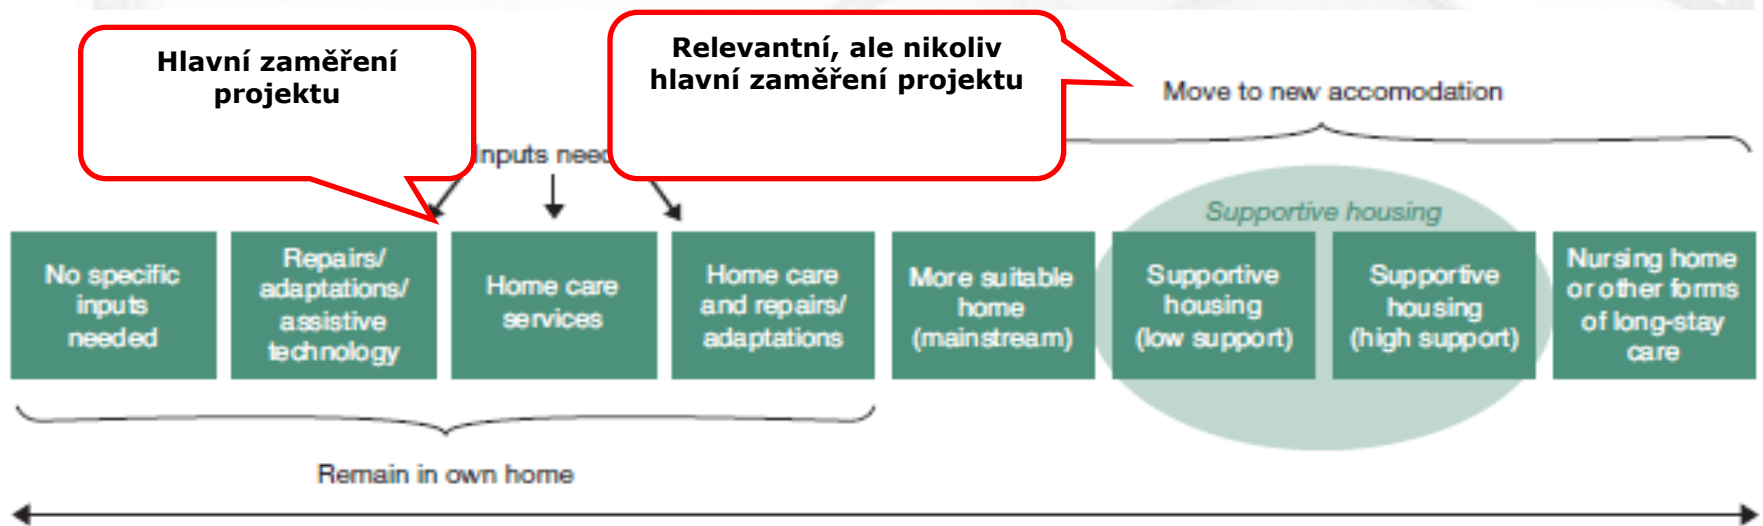 Hlavní zaměření
projektu
Relevantní, ale nikoliv
hlavní zaměření projektu
Move to new accomodation
Inputs
Supportive housing
No specific
inputs
needed
Repairs/
adaptations/
assistive
technology
Home care
services
Home care
and repairs/
adaptations
More suitable
home
(mainstream)
Supportive
housing
(low support)
Supportive
housing
(high support)
Nursing home
or other forms
of long-stay
care
Remain in own home